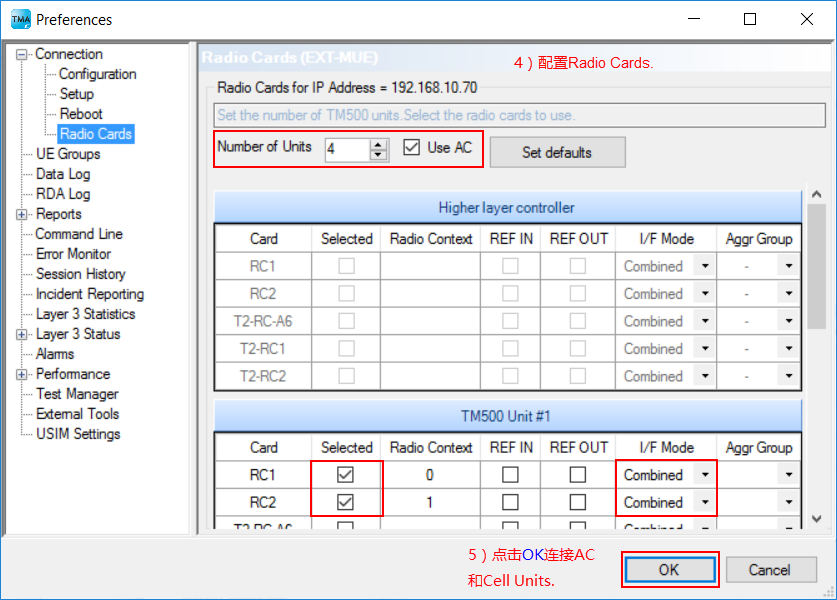 TMA Preferences
Connection
Configuration
Setup
Reboot
Radio Cards
UE Groups
Data Log
RDA Log
Reports
Command Line
Error Monitor
Session History
Incident Reporting
Layer 3 Statistics
Layer 3 Status
Alarms
Performance
Test Manager
External Tools
USIM Settings
Radio Cards (EXT-MUE)
4）配置Radio Cards.
Radio Cards for IP Address = 192.168.10.70
Set the number of TM500 units.Select the radio cards to use.
Number of Units 4 Use AC Set defaults
Higher layer controller
Card Selected Radio Context REF IN REF OUT I/F Mode Aggr Group
RC1 Combined -
RC2 Combined -
T2-RC-A6 Combined -
T2-RC1 Combined -
T2-RC2 Combined -
TM500 Unit #1
Card Selected Radio Context REF IN REF OUT I/F Mode Aggr Group
RC1 0 Combined
RC2 1 Combined
T2-RC-A6 Combined
5）点击OK连接AC
和Cell Units.
OK Cancel